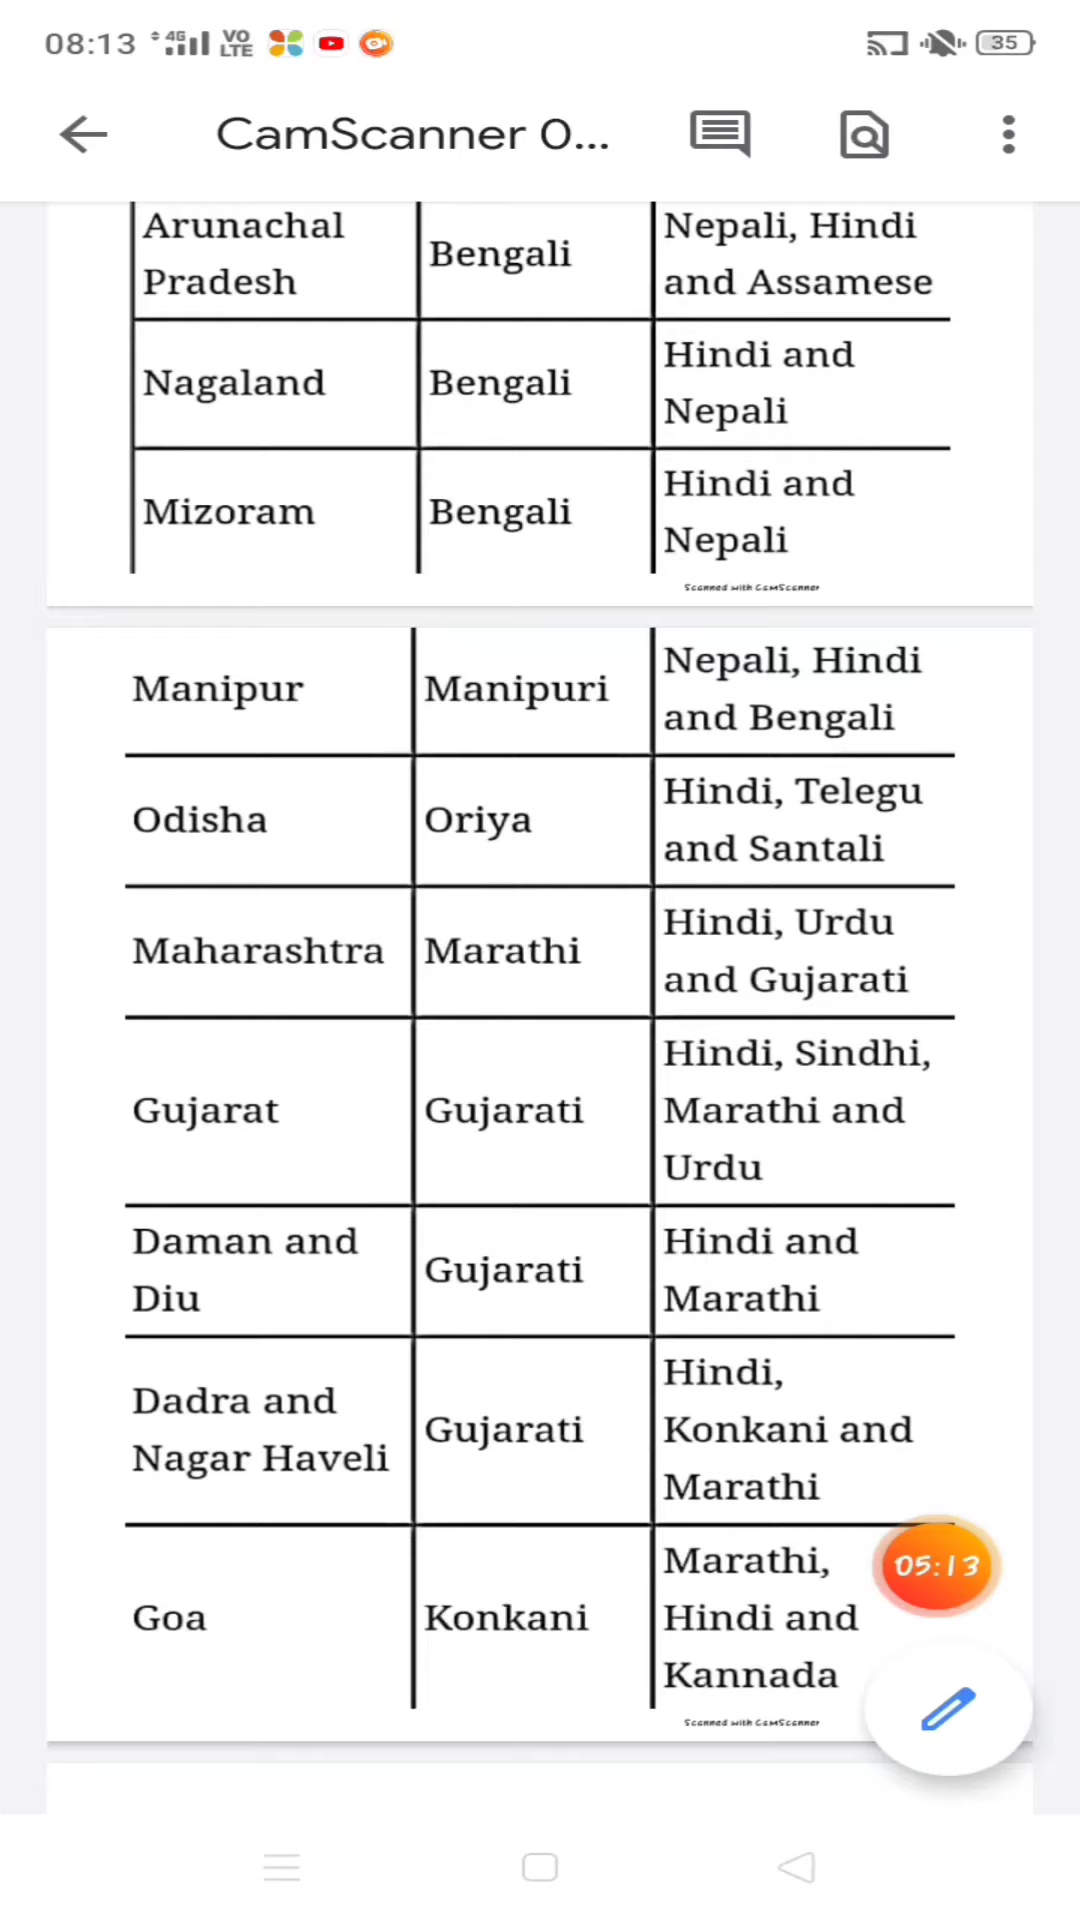 08:13 4G VO LTE 35
CamScanner 0...
Arunachal Pradesh Bengali Nepali, Hindi and Assamese
Nagaland Bengali Hindi and Nepali
Mizoram Bengali Hindi and Nepali
Scanned with CamScanner
Manipur Manipuri Nepali, Hindi and Bengali
Odisha Oriya Hindi, Telegu and Santali
Maharashtra Marathi Hindi, Urdu and Gujarati
Gujarat Gujarati Hindi, Sindhi, Marathi and Urdu
Daman and Diu Gujarati Hindi and Marathi
Dadra and Nagar Haveli Gujarati Hindi, Konkani and Marathi
Goa Konkani Marathi, Hindi and Kannada
05:13
Scanned with CamScanner